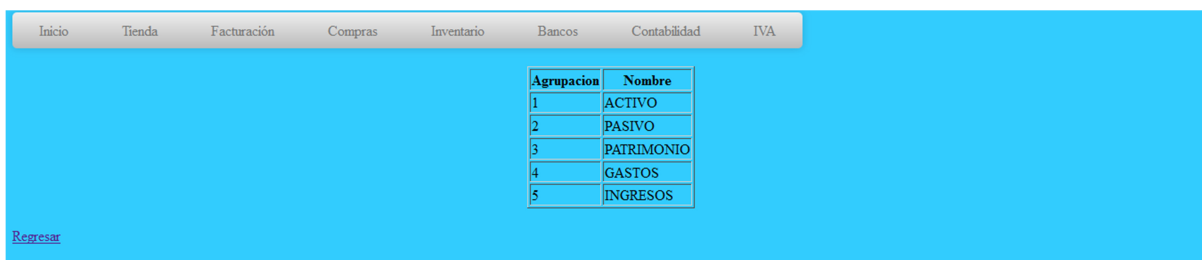 Inicio Tienda Facturación Compras Inventario Bancos Contabilidad IVA
Agrupacion Nombre
1 ACTIVO
2 PASIVO
3 PATRIMONIO
4 GASTOS
5 INGRESOS
Regresar